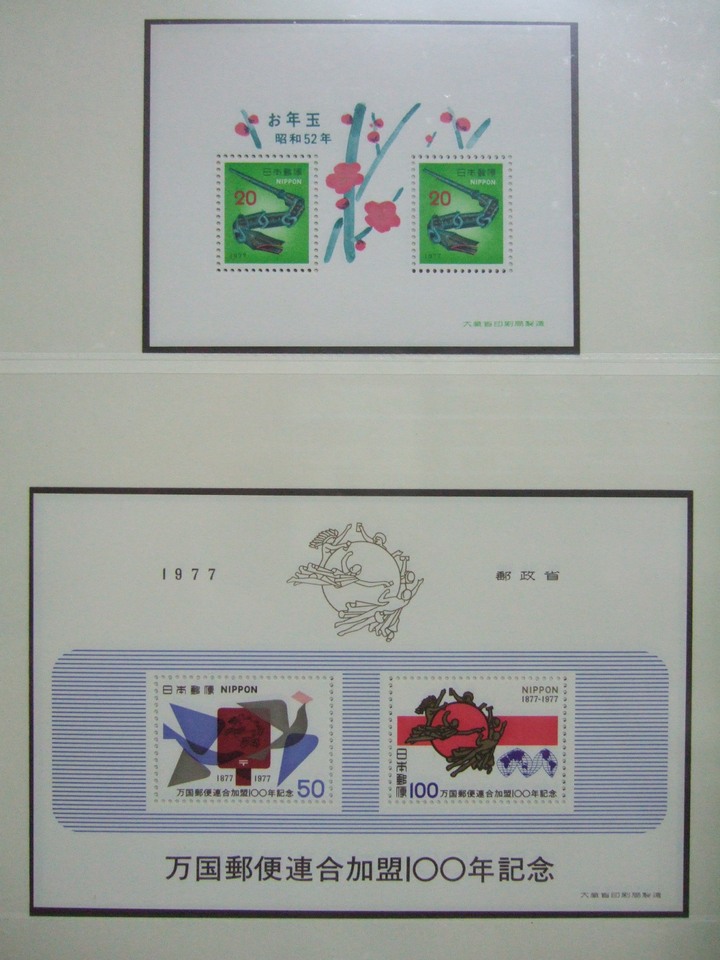 お年玉
昭和52年
日本郵便
NIPPON
20
1977
日本郵便
NIPPON
20
1977
大蔵省印刷局製造
1977
郵政省
日本郵便 NIPPON
〒
1877 1977
万国郵便連合加盟100年記念 50
NIPPON
1877-1977
日本郵便
100 万国郵便連合加盟100年記念
万国郵便連合加盟100年記念
大蔵省印刷局製造